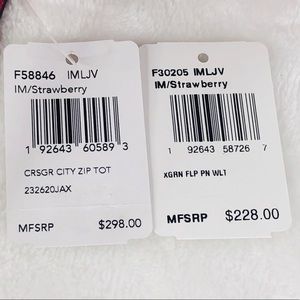 F58846 IMLJV
IM/Strawberry
1 92643 60589 3
CRSGR CITY ZIP TOT
232620JAX
MFSRP $298.00
F30205 IMLJV
IM/Strawberry
1 92643 58726 7
XGRN FLP PN WLT
MFSRP $228.00